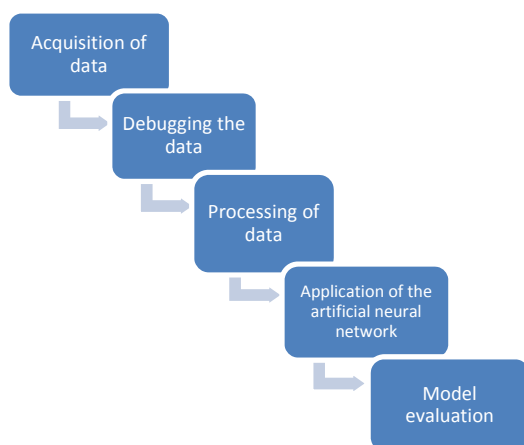 Acquisition of
data
Debugging the
data
Processing of
data
Application of the
artificial neural
network
Model
evaluation